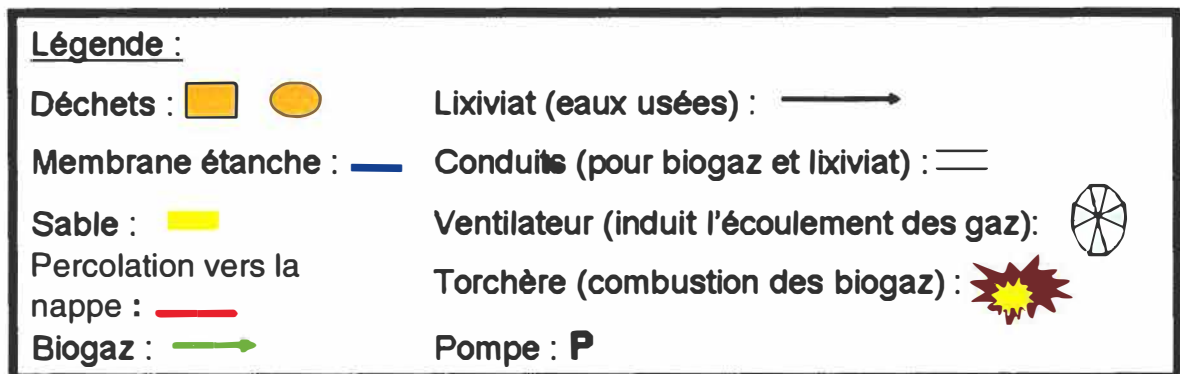 Légende :
Déchets :
Lixiviat (eaux usées) :
Membrane étanche :
Conduits (pour biogaz et lixiviat) :
Sable :
Ventilateur (induit l'écoulement des gaz):
Percolation vers la
nappe :
Torchère (combustion des biogaz) :
Biogaz :
Pompe : P